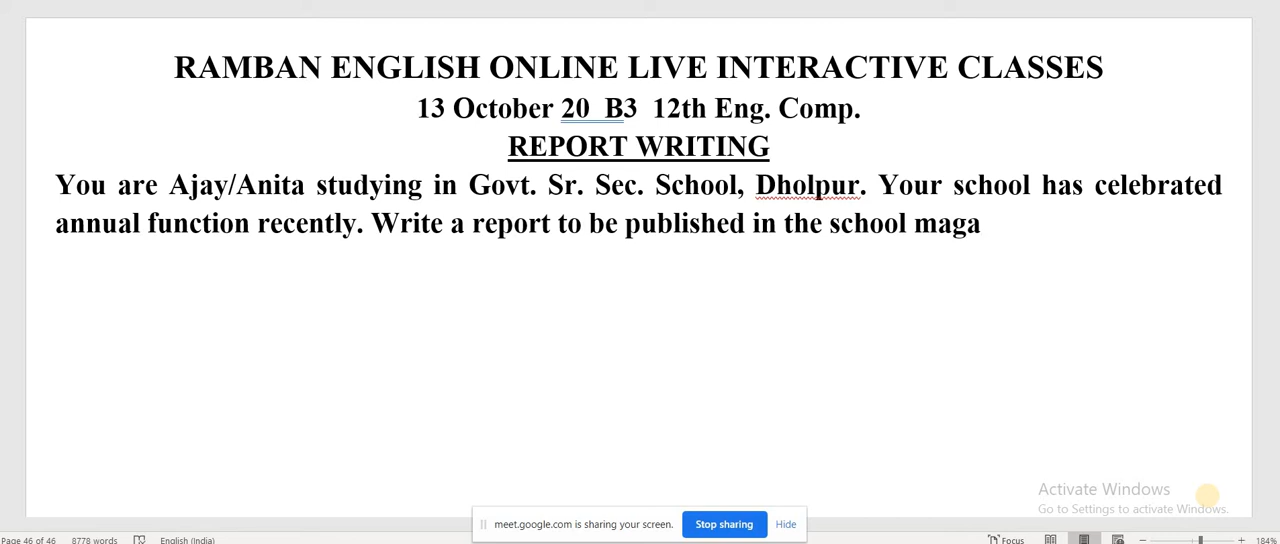 RAMBAN ENGLISH ONLINE LIVE INTERACTIVE CLASSES
13 October 20 B3 12th Eng. Comp.
REPORT WRITING
You are Ajay/Anita studying in Govt. Sr. Sec. School, Dholpur. Your school has celebrated
annual function recently. Write a report to be published in the school maga
Activate Windows
Go to Settings to activate Windows.
meet.google.com is sharing your screen. Stop sharing Hide
Page 46 of 46 8778 words English (India) Focus 184%